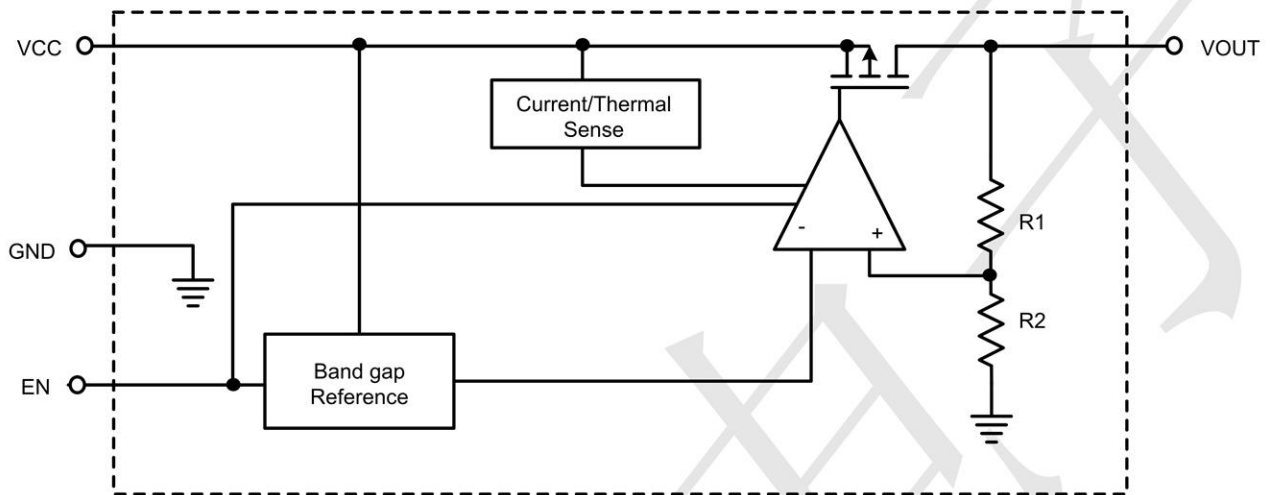 VCC
VOUT
Current/Thermal
Sense
- +
R1
GND
R2
EN
Band gap
Reference